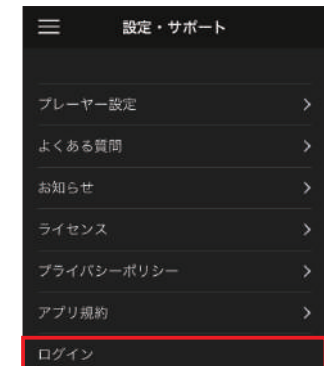 設定・サポート
プレーヤー設定
よくある質問
お知らせ
ライセンス
プライバシーポリシー
アプリ規約
ログイン